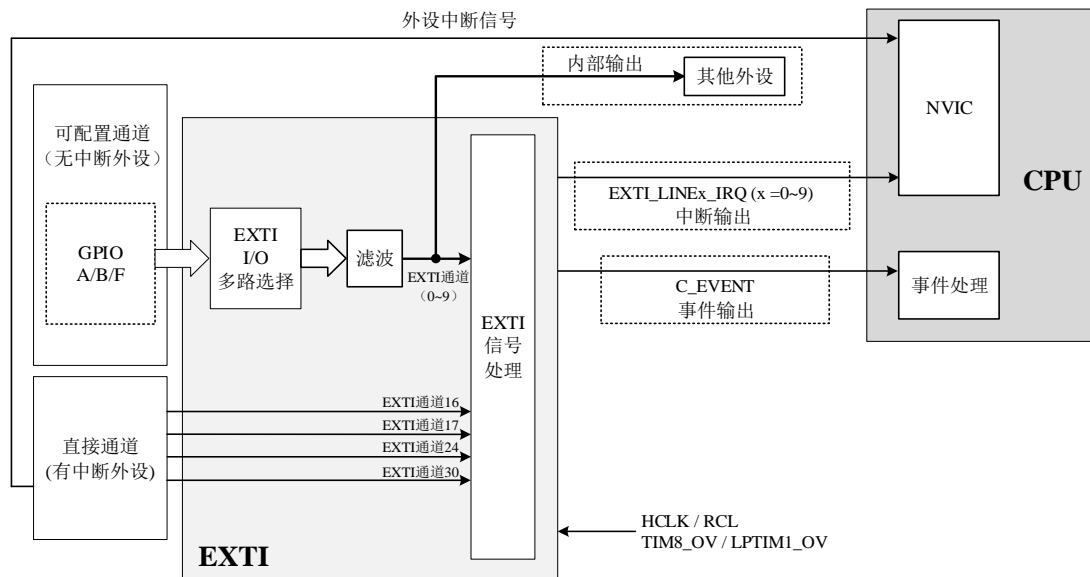 外设中断信号
内部输出
其他外设
NVIC
CPU
可配置通道
（无中断外设）
GPIO
A/B/F
EXTI
I/O
多路选择
滤波
EXTI通道
（0~9）
EXTI
信号
处理
EXTI_LINEx_IRQ (x =0~9)
中断输出
C_EVENT
事件输出
事件处理
直接通道
(有中断外设)
EXTI通道16
EXTI通道17
EXTI通道24
EXTI通道30
HCLK / RCL
TIM8_OV / LPTIM1_OV
EXTI